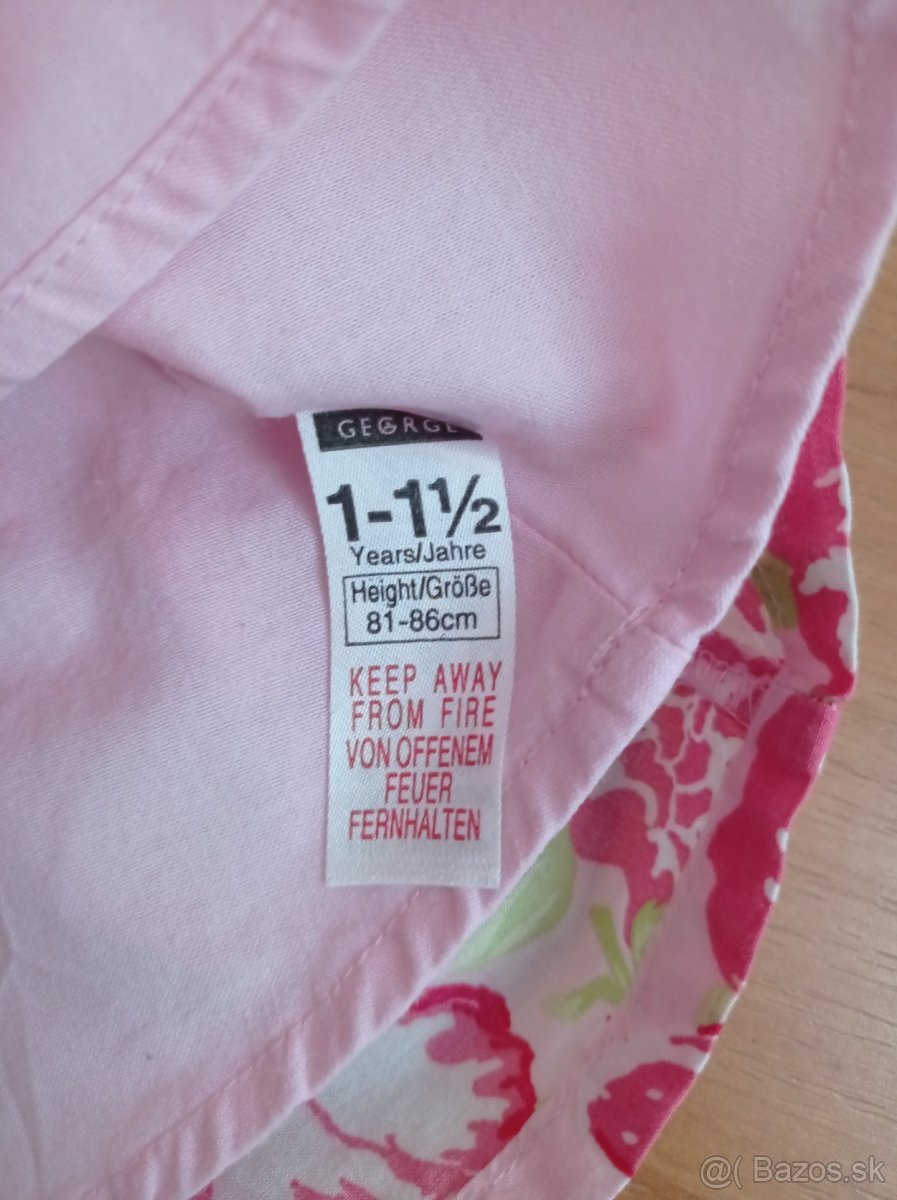 GEORGE
1-1½
Years/Jahre
Height/Größe
81-86cm
KEEP AWAY
FROM FIRE
VON OFFENEM
FEUER
FERNHALTEN
@( Bazos.sk